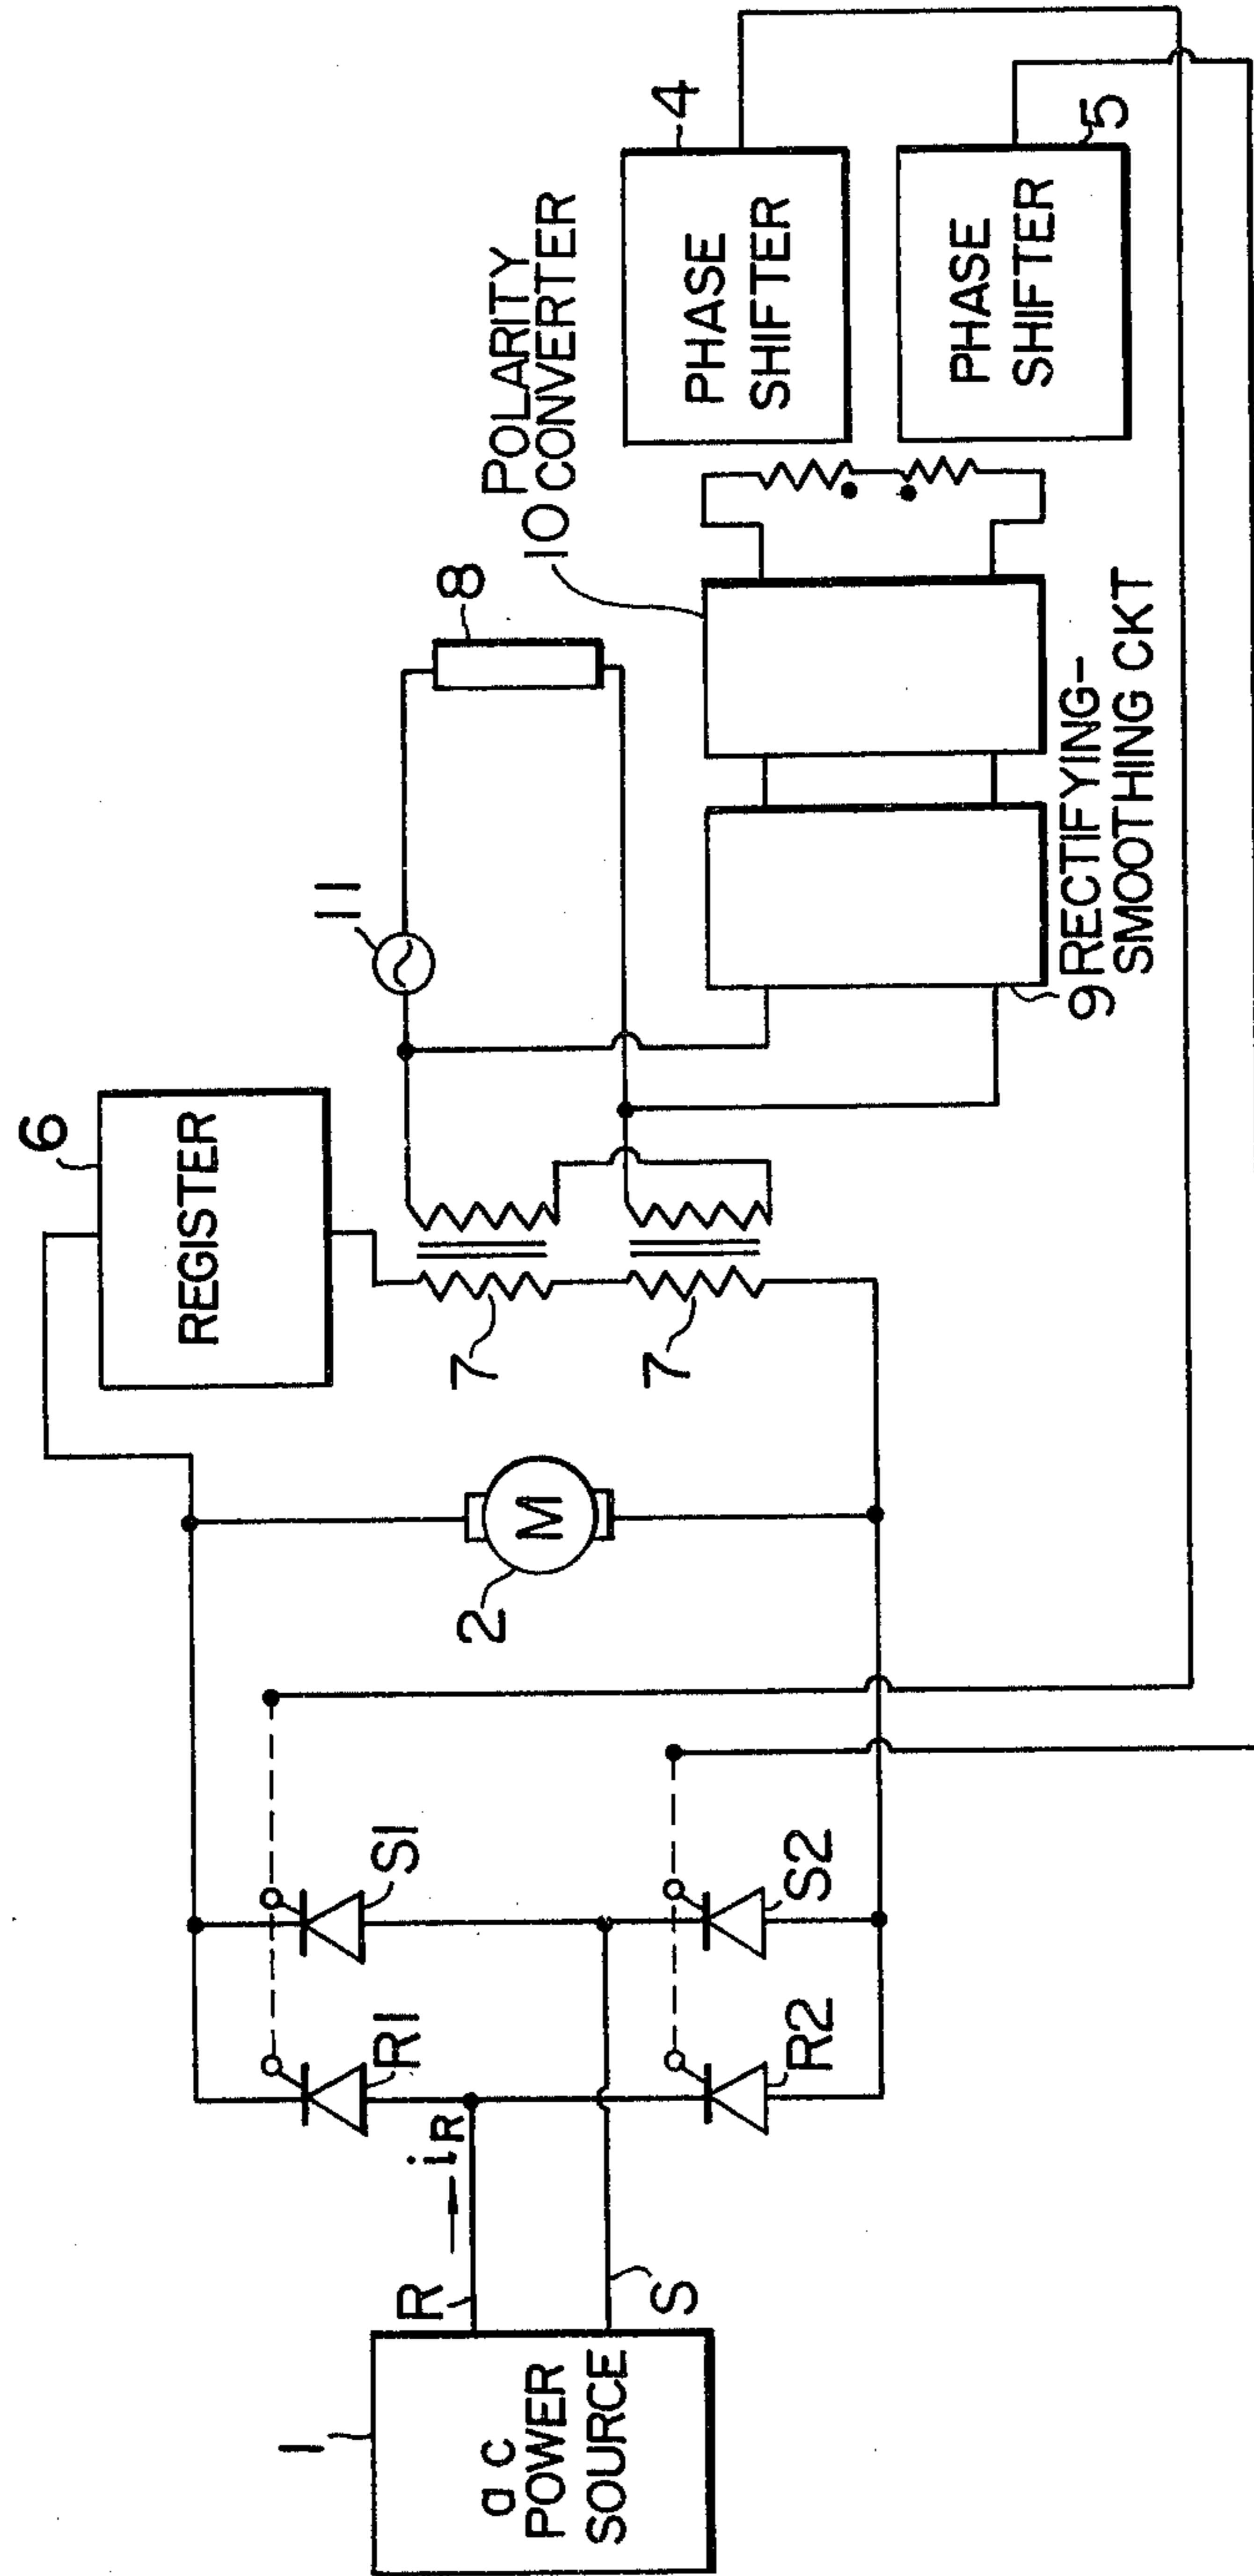 1
a c
POWER
SOURCE
R
S
iR
R1
S1
R2
S2
2
M
6
REGISTER
7
7
11
8
10
POLARITY
CONVERTER
9
RECTIFYING-
SMOOTHING CKT
4
PHASE
SHIFTER
5
PHASE
SHIFTER